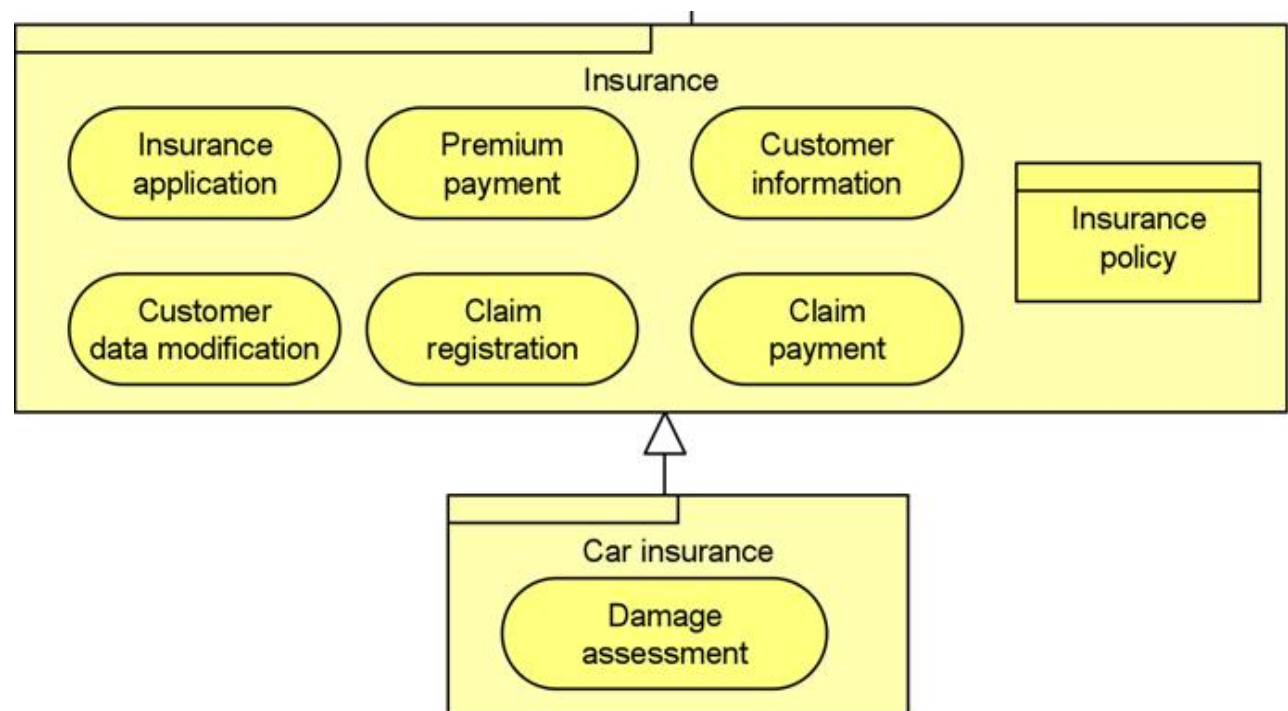 Insurance
Insurance
application
Premium
payment
Customer
information
Insurance
policy
Customer
data modification
Claim
registration
Claim
payment
Car insurance
Damage
assessment